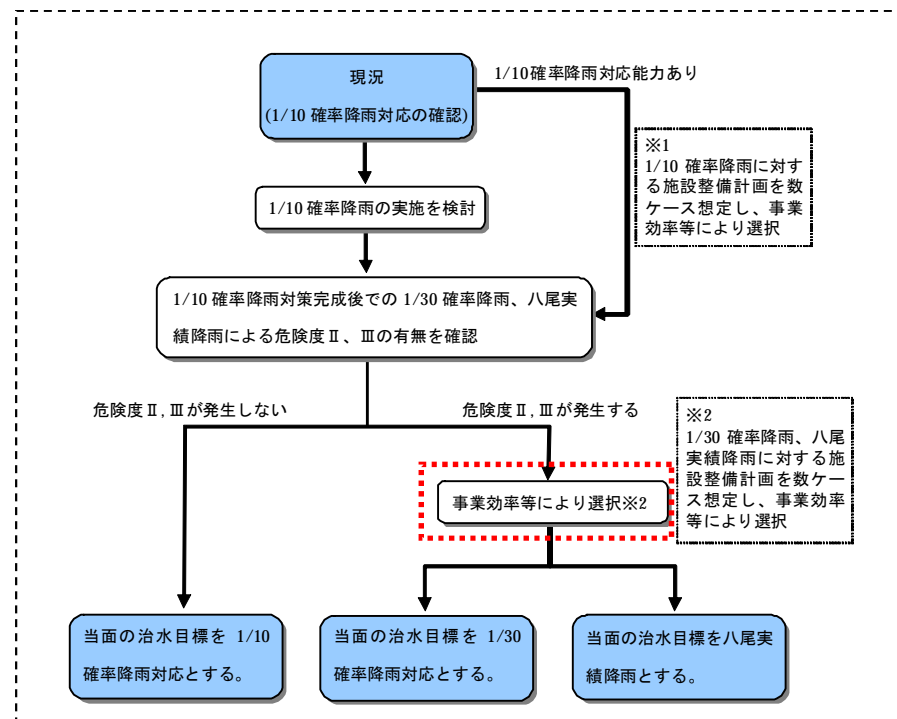 現況
(1/10 確率降雨対応の確認)
1/10 確率降雨対応能力あり
※1
1/10 確率降雨に対す
る施設整備計画を数
ケース想定し、事業
効率等により選択
1/10 確率降雨の実施を検討
1/10 確率降雨対策完成後での 1/30 確率降雨、八尾実
績降雨による危険度Ⅱ、Ⅲの有無を確認
危険度Ⅱ,Ⅲが発生しない
危険度Ⅱ,Ⅲが発生する
※2
1/30 確率降雨、八尾
実績降雨に対する施
設整備計画を数ケー
ス想定し、事業効率
等により選択
事業効率等により選択※2
当面の治水目標を 1/10
確率降雨対応とする。
当面の治水目標を 1/30
確率降雨対応とする。
当面の治水目標を八尾実
績降雨とする。